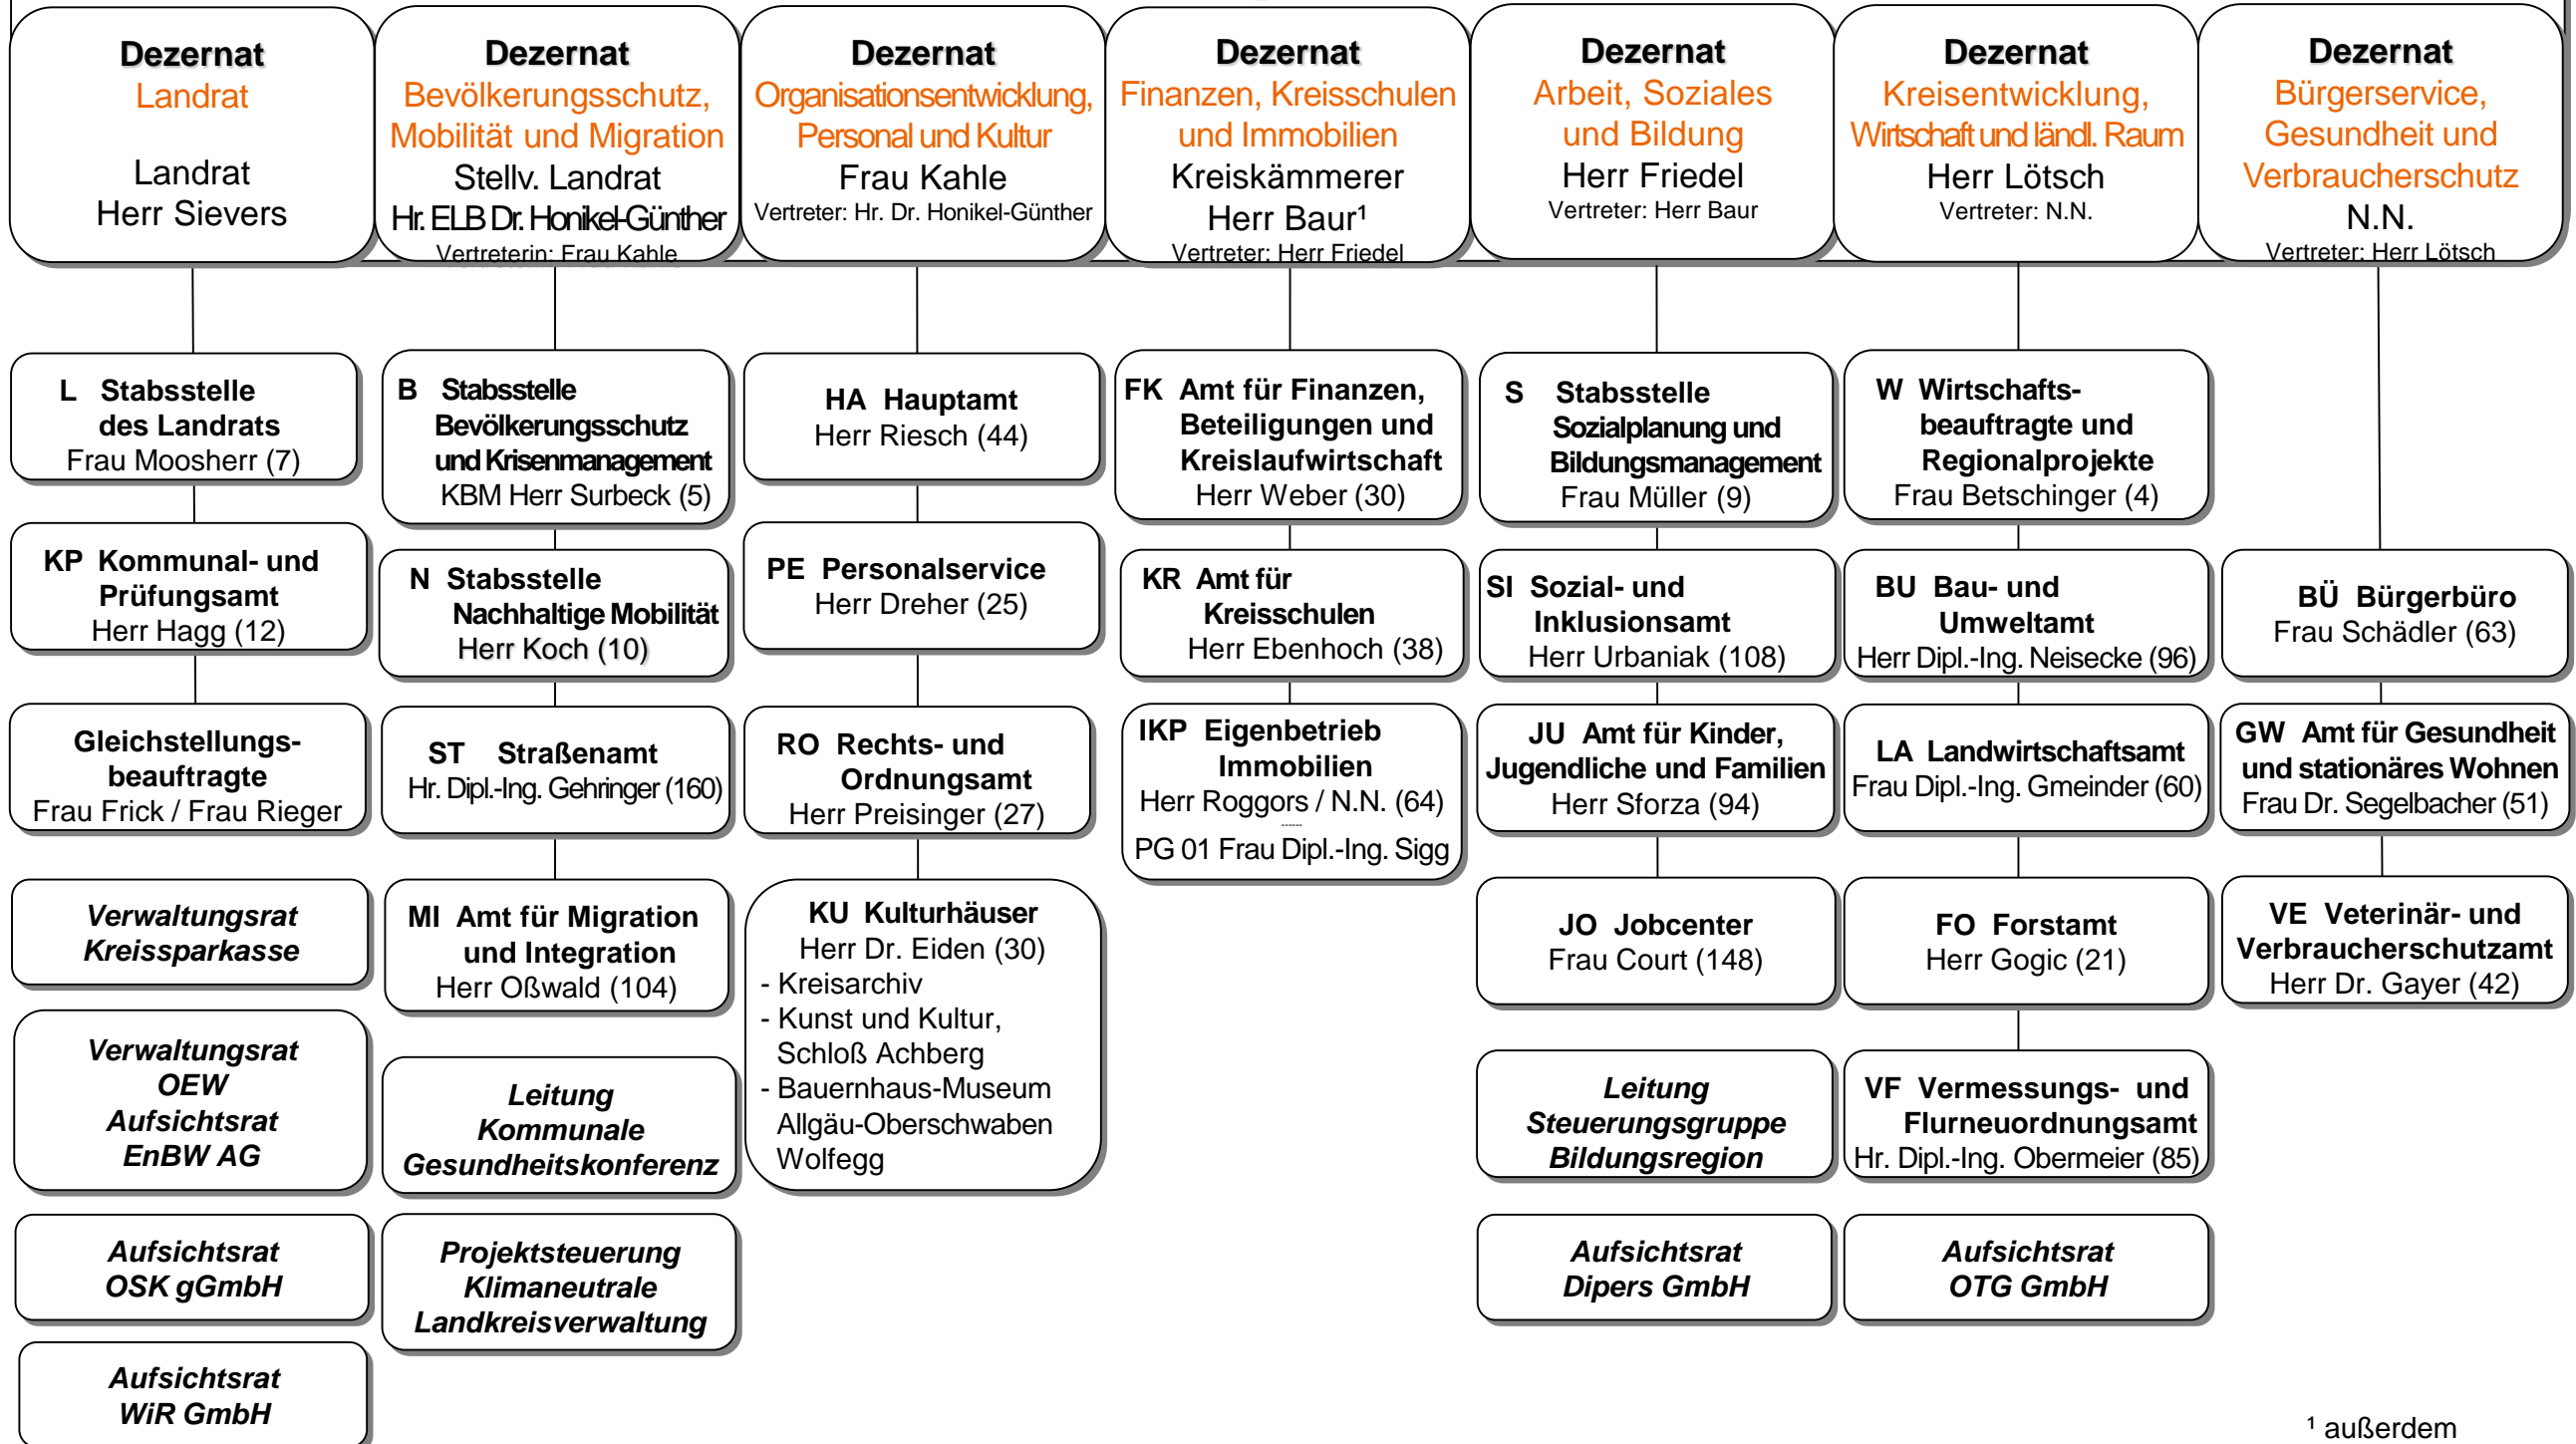 Dezernat
Landrat
Landrat
Herr Sievers
Dezernat
Bevölkerungsschutz,
Mobilität und Migration
Stellv. Landrat
Hr. ELB Dr. Honikel-Günther
Vertreterin: Frau Kahle
Dezernat
Organisationsentwicklung,
Personal und Kultur
Frau Kahle
Vertreter: Hr. Dr. Honikel-Günther
Dezernat
Finanzen, Kreisschulen
und Immobilien
Kreiskämmerer
Herr Baur¹
Vertreter: Herr Friedel
Dezernat
Arbeit, Soziales
und Bildung
Herr Friedel
Vertreter: Herr Baur
Dezernat
Kreisentwicklung,
Wirtschaft und ländl. Raum
Herr Lötsch
Vertreter: N.N.
Dezernat
Bürgerservice,
Gesundheit und
Verbraucherschutz
N.N.
Vertreter: Herr Lötsch
L Stabsstelle
des Landrats
Frau Moosherr (7)
KP Kommunal- und
Prüfungsamt
Herr Hagg (12)
Gleichstellungs-
beauftragte
Frau Frick / Frau Rieger
Verwaltungsrat
Kreissparkasse
Verwaltungsrat
OEW
Aufsichtsrat
EnBW AG
Aufsichtsrat
OSK gGmbH
Aufsichtsrat
WiR GmbH
B Stabsstelle
Bevölkerungsschutz
und Krisenmanagement
KBM Herr Surbeck (5)
N Stabsstelle
Nachhaltige Mobilität
Herr Koch (10)
ST Straßenamt
Hr. Dipl.-Ing. Gehringer (160)
MI Amt für Migration
und Integration
Herr Oßwald (104)
Leitung
Kommunale
Gesundheitskonferenz
Projektsteuerung
Klimaneutrale
Landkreisverwaltung
HA Hauptamt
Herr Riesch (44)
PE Personalservice
Herr Dreher (25)
RO Rechts- und
Ordnungsamt
Herr Preisinger (27)
KU Kulturhäuser
Herr Dr. Eiden (30)
- Kreisarchiv
- Kunst und Kultur,
Schloß Achberg
- Bauernhaus-Museum
Allgäu-Oberschwaben
Wolfegg
FK Amt für Finanzen,
Beteiligungen und
Kreislaufwirtschaft
Herr Weber (30)
KR Amt für
Kreisschulen
Herr Ebenhoch (38)
IKP Eigenbetrieb
Immobilien
Herr Roggors / N.N. (64)
------
PG 01 Frau Dipl.-Ing. Sigg
S Stabsstelle
Sozialplanung und
Bildungsmanagement
Frau Müller (9)
SI Sozial- und
Inklusionsamt
Herr Urbaniak (108)
JU Amt für Kinder,
Jugendliche und Familien
Herr Sforza (94)
JO Jobcenter
Frau Court (148)
Leitung
Steuerungsgruppe
Bildungsregion
Aufsichtsrat
Dipers GmbH
W Wirtschafts-
beauftragte und
Regionalprojekte
Frau Betschinger (4)
BU Bau- und
Umweltamt
Herr Dipl.-Ing. Neisecke (96)
LA Landwirtschaftsamt
Frau Dipl.-Ing. Gmeinder (60)
FO Forstamt
Herr Gogic (21)
VF Vermessungs- und
Flurneuordnungsamt
Hr. Dipl.-Ing. Obermeier (85)
Aufsichtsrat
OTG GmbH
BÜ Bürgerbüro
Frau Schädler (63)
GW Amt für Gesundheit
und stationäres Wohnen
Frau Dr. Segelbacher (51)
VE Veterinär- und
Verbraucherschutzamt
Herr Dr. Gayer (42)
¹ außerdem